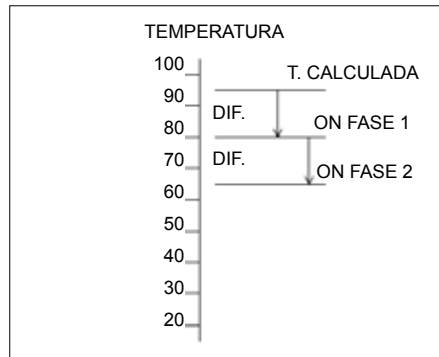 TEMPERATURA
100
T. CALCULADA
90
DIF.
ON FASE 1
80
DIF.
70
ON FASE 2
60
50
40
30
20